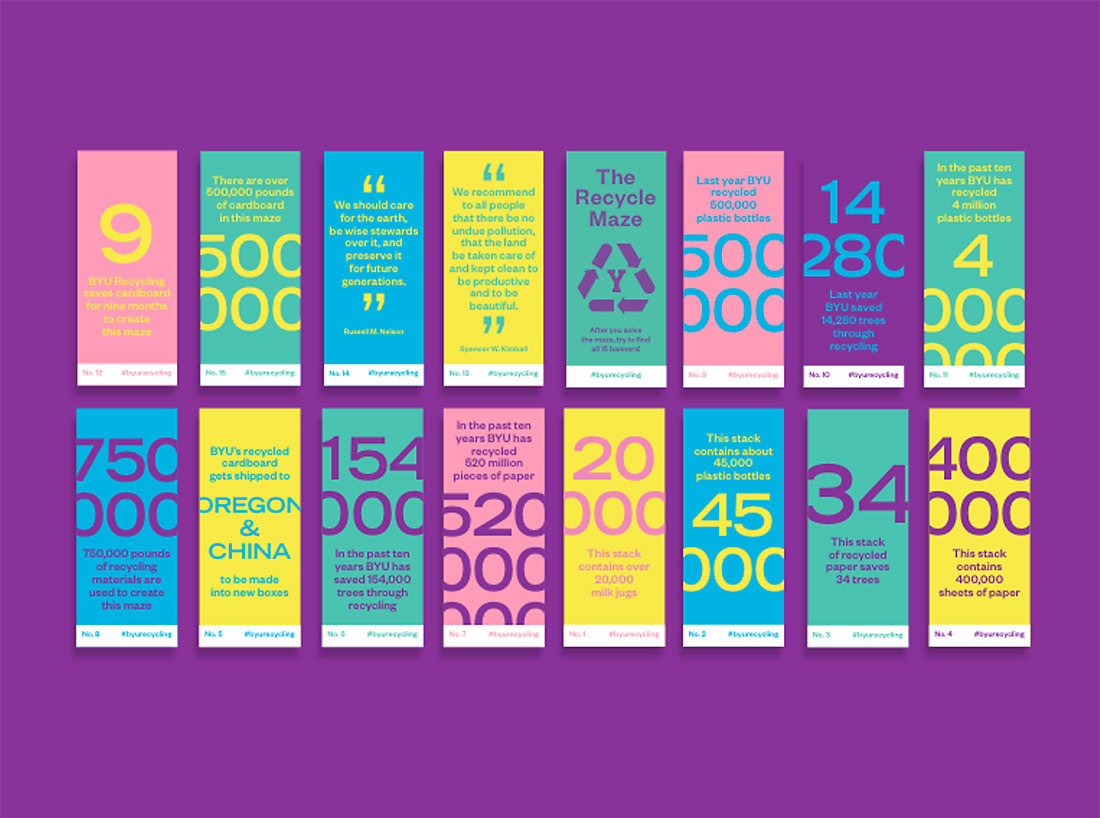 9
BYU Recycling
saves cardboard
for nine months
to create
this maze
No. 12 #byurecycling
There are over
500,000 pounds
of cardboard
in this maze
500
000
No. 15 #byurecycling
“
We should care
for the earth,
be wise stewards
over it, and
preserve it
for future
generations.
”
Russell M. Nelson
No. 14 #byurecycling
“
We recommend
to all people
that there be no
undue pollution,
that the land
be taken care of
and kept clean to
be productive
and to be
beautiful.
”
Spencer W. Kimball
No. 13 #byurecycling
The
Recycle
Maze
Y
After you solve
the maze, try to find
all 15 banners!
#byurecycling
Last year BYU
recycled
500,000
plastic bottles
500
000
No. 9 #byurecycling
14
280
Last year
BYU saved
14,280 trees
through
recycling
No. 10 #byurecycling
In the past ten
years BYU has
recycled
4 million
plastic bottles
4
000
000
No. 11 #byurecycling
750
000
750,000 pounds
of recycling
materials are
used to create
this maze
No. 8 #byurecycling
BYU's recycled
cardboard
gets shipped to
OREGON
&
CHINA
to be made
into new boxes
No. 5 #byurecycling
154
000
In the past ten
years BYU has
saved 154,000
trees through
recycling
No. 6 #byurecycling
In the past ten
years BYU has
recycled
520 million
pieces of paper
520
000
000
No. 7 #byurecycling
20
000
This stack
contains over
20,000
milk jugs
No. 1 #byurecycling
This stack
contains about
45,000
plastic bottles
45
000
No. 2 #byurecycling
34
This stack
of recycled
paper saves
34 trees
No. 3 #byurecycling
400
000
This stack
contains
400,000
sheets of paper
No. 4 #byurecycling